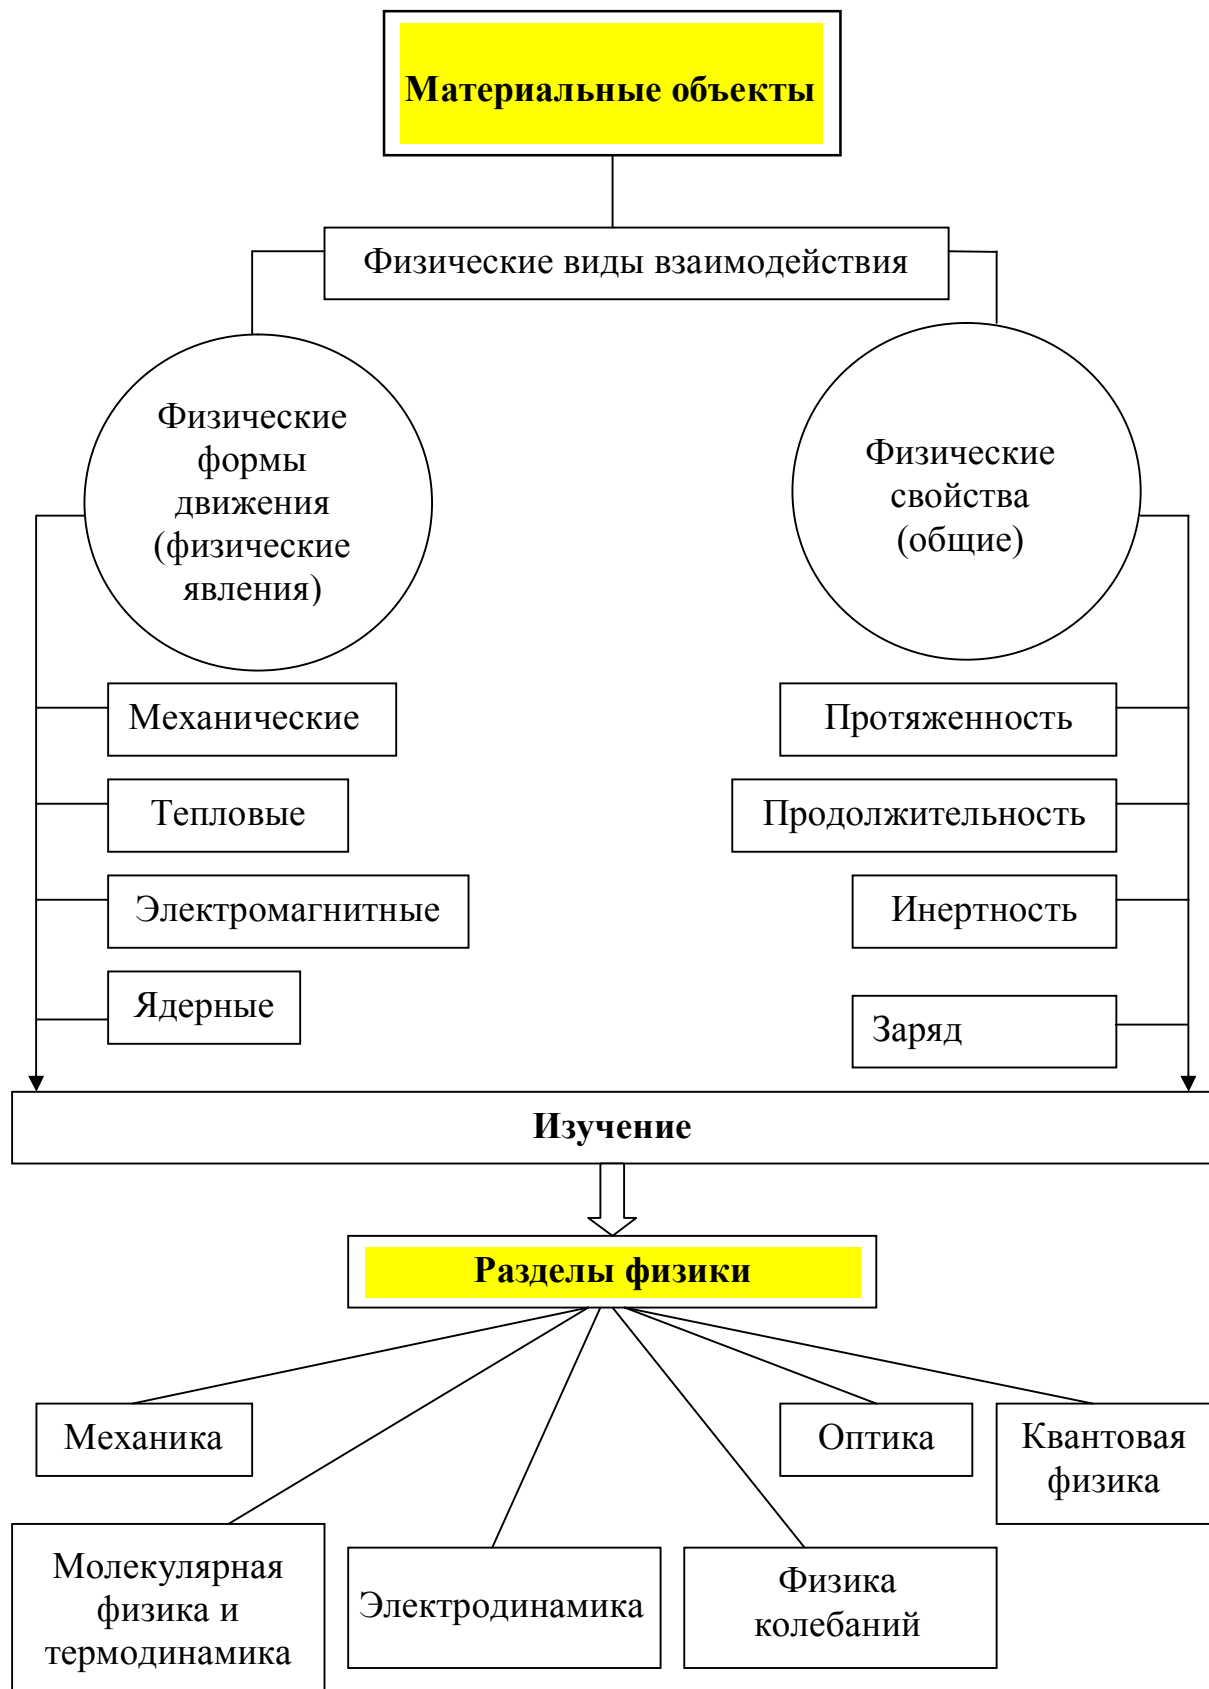 Материальные объекты
Физические виды взаимодействия
Физические
формы
движения
(физические
явления)
Физические
свойства
(общие)
Механические
Тепловые
Электромагнитные
Ядерные
Протяженность
Продолжительность
Инертность
Заряд
Изучение
Разделы физики
Механика
Оптика
Квантовая
физика
Молекулярная
физика и
термодинамика
Электродинамика
Физика
колебаний